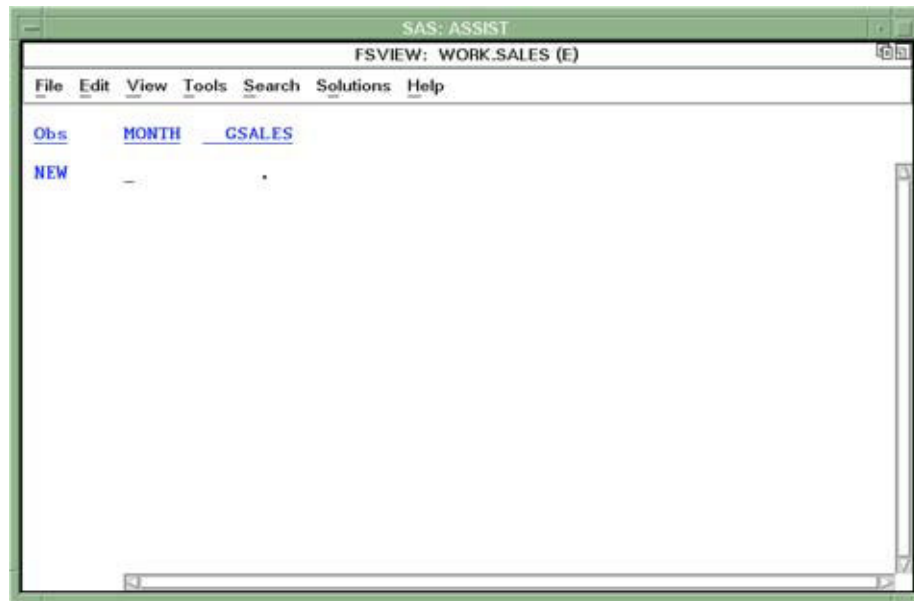 SAS: ASSIST
FSVIEW: WORK.SALES (E)
File Edit View Tools Search Solutions Help
Obs MONTH GSALES
NEW _ .